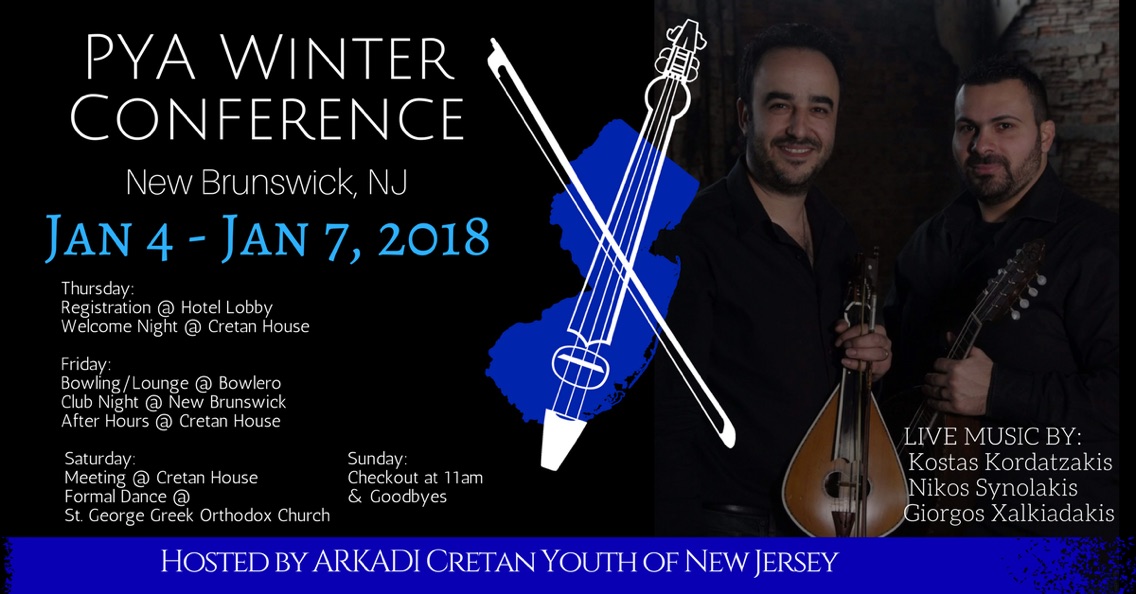 PYA Winter
Conference
New Brunswick, NJ
Jan 4 - Jan 7, 2018
Thursday:
Registration @ Hotel Lobby
Welcome Night @ Cretan House
Friday:
Bowling/Lounge @ Bowlero
Club Night @ New Brunswick
After Hours @ Cretan House
Saturday:
Meeting @ Cretan House
Formal Dance @
St. George Greek Orthodox Church
Sunday:
Checkout at 11am
& Goodbyes
LIVE MUSIC BY:
Kostas Kordatzakis
Nikos Synolakis
Giorgos Xalkiadakis
Hosted by ARKADI Cretan Youth of New Jersey